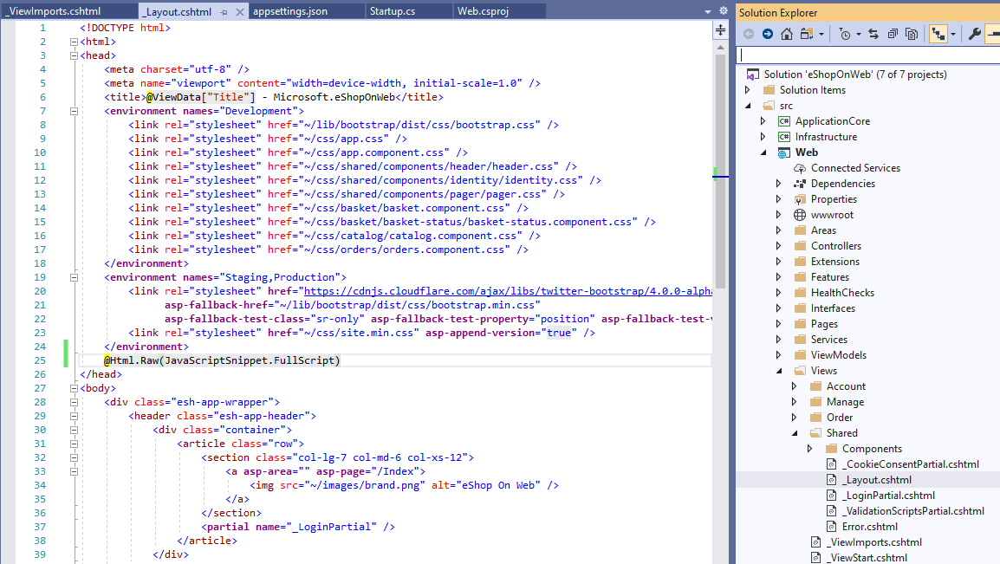 _ViewImports.cshtml
_Layout.cshtml
appsettings.json
Startup.cs
Web.csproj
1 <!DOCTYPE html>
2 <html>
3 <head>
4 <meta charset="utf-8" />
5 <meta name="viewport" content="width=device-width, initial-scale=1.0" />
6 <title>@ViewData["Title"] - Microsoft.eShopOnWeb</title>
7 <environment names="Development">
8 <link rel="stylesheet" href="~/lib/bootstrap/dist/css/bootstrap.css" />
9 <link rel="stylesheet" href="~/css/app.css" />
10 <link rel="stylesheet" href="~/css/app.component.css" />
11 <link rel="stylesheet" href="~/css/shared/components/header/header.css" />
12 <link rel="stylesheet" href="~/css/shared/components/identity/identity.css" />
13 <link rel="stylesheet" href="~/css/shared/components/pager/pager.css" />
14 <link rel="stylesheet" href="~/css/basket/basket.component.css" />
15 <link rel="stylesheet" href="~/css/basket/basket-status/basket-status.component.css" />
16 <link rel="stylesheet" href="~/css/catalog/catalog.component.css" />
17 <link rel="stylesheet" href="~/css/orders/orders.component.css" />
18 </environment>
19 <environment names="Staging,Production">
20 <link rel="stylesheet" href="https://cdnjs.cloudflare.com/ajax/libs/twitter-bootstrap/4.0.0-alpha
21 asp-fallback-href="~/lib/bootstrap/dist/css/bootstrap.min.css"
22 asp-fallback-test-class="sr-only" asp-fallback-test-property="position" asp-fallback-test-v
23 <link rel="stylesheet" href="~/css/site.min.css" asp-append-version="true" />
24 </environment>
25 @Html.Raw(JavaScriptSnippet.FullScript)
26 </head>
27 <body>
28 <div class="esh-app-wrapper">
29 <header class="esh-app-header">
30 <div class="container">
31 <article class="row">
32 <section class="col-lg-7 col-md-6 col-xs-12">
33 <a asp-area="" asp-page="/Index">
34 <img src="~/images/brand.png" alt="eShop On Web" />
35 </a>
36 </section>
37 <partial name="_LoginPartial" />
38 </article>
39 </div>
Solution Explorer
Solution 'eShopOnWeb' (7 of 7 projects)
Solution Items
src
C# ApplicationCore
C# Infrastructure
Web
Connected Services
Dependencies
Properties
wwwroot
Areas
Controllers
Extensions
Features
HealthChecks
Interfaces
Pages
Services
ViewModels
Views
Account
Manage
Order
Shared
Components
_CookieConsentPartial.cshtml
_Layout.cshtml
_LoginPartial.cshtml
_ValidationScriptsPartial.cshtml
Error.cshtml
_ViewImports.cshtml
_ViewStart.cshtml